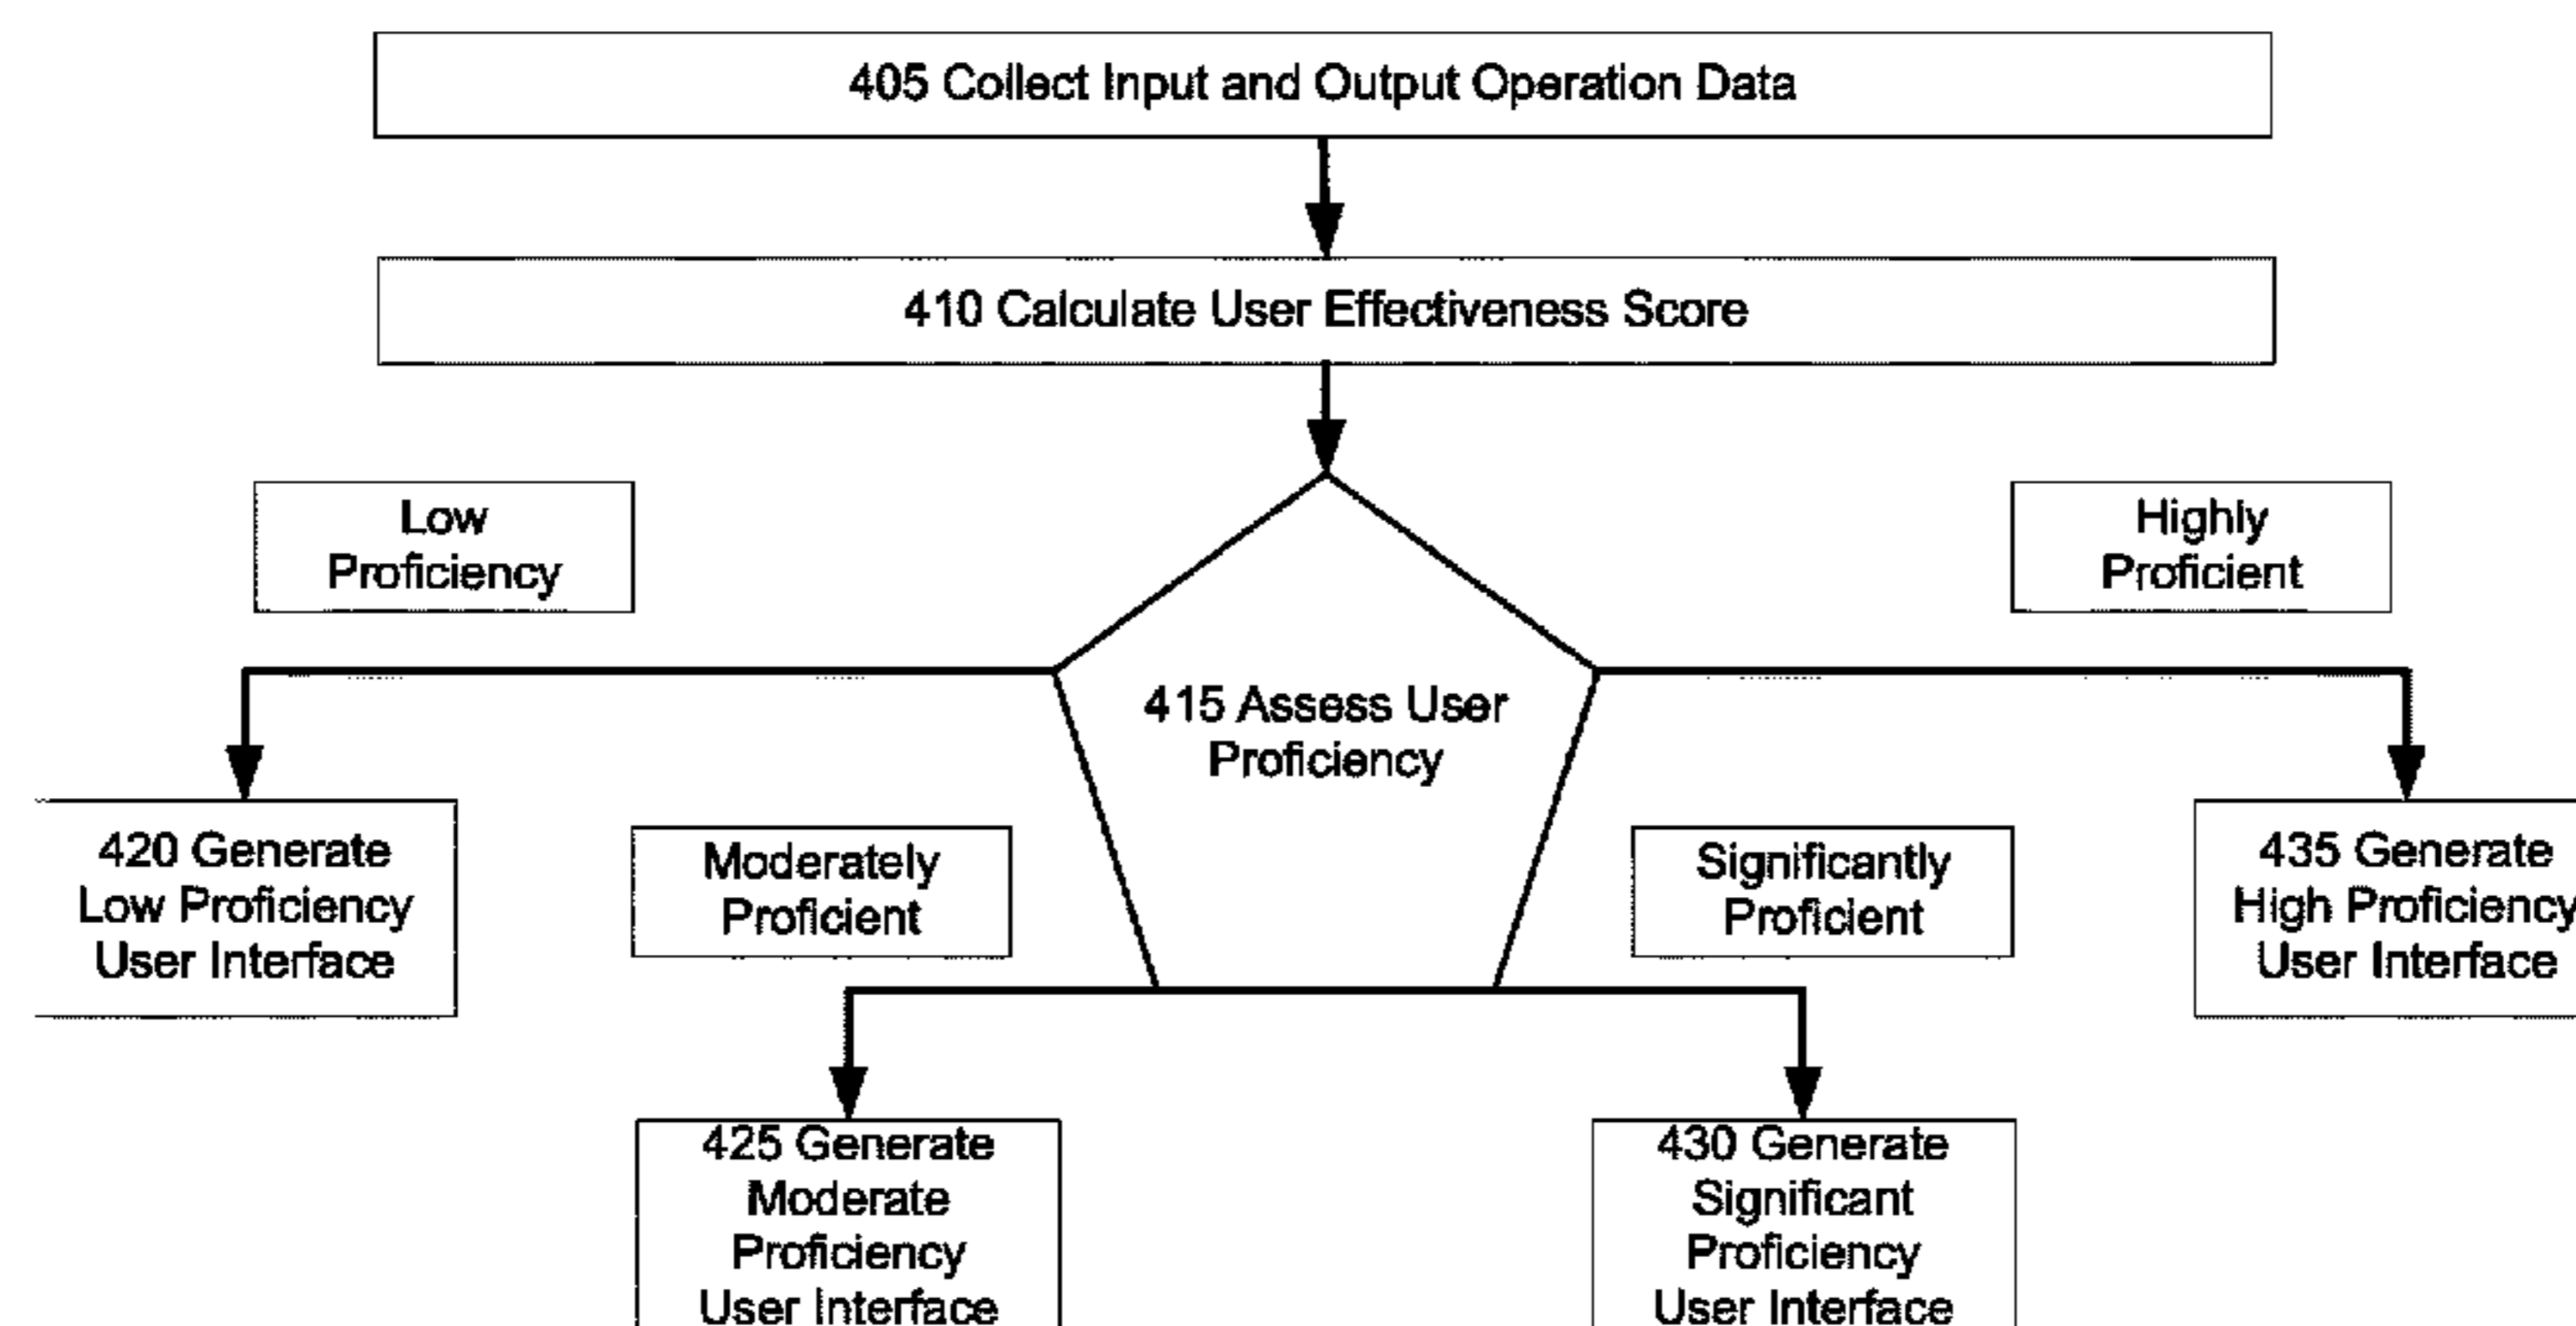 405 Collect Input and Output Operation Data
410 Calculate User Effectiveness Score
Low
Proficiency
Highly
Proficient
415 Assess User
Proficiency
420 Generate
Low Proficiency
User Interface
Moderately
Proficient
Significantly
Proficient
435 Generate
High Proficiency
User Interface
425 Generate
Moderate
Proficiency
User Interface
430 Generate
Significant
Proficiency
User Interface